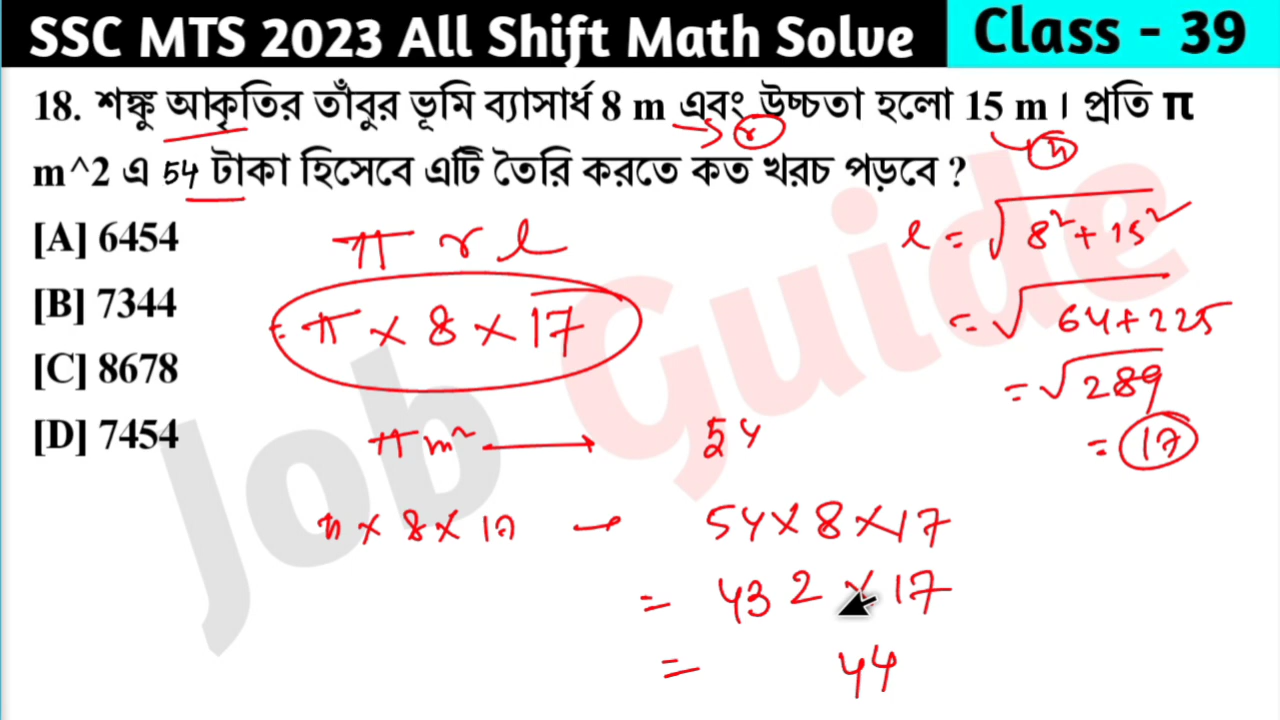 SSC MTS 2023 All Shift Math Solve
Class - 39
18. শঙ্কু আকৃতির তাঁবুর ভূমি ব্যাসার্ধ 8 m এবং উচ্চতা হলো 15 m। প্রতি π
m^2 এ 54 টাকা হিসেবে এটি তৈরি করতে কত খরচ পড়বে ?
r
h
[A] 6454
[B] 7344
[C] 8678
[D] 7454
π r l
= π × 8 × 17
π m² → 54
π × 8 × 17 → 54 × 8 × 17
= 432 × 17
= 44
l = √8² + 15²
= √64 + 225
= √289
= 17
Job Guide